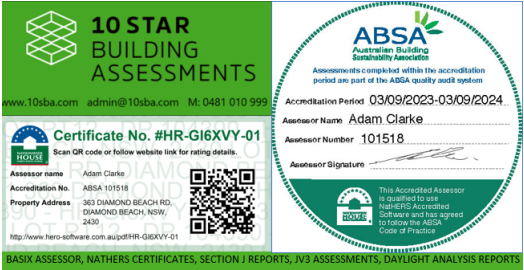 10 STAR
BUILDING
ASSESSMENTS
www.10sba.com admin@10sba.com M: 0481 010 999
Certificate No. #HR-GI6XVY-01
Scan QR code or follow website link for rating details.
NATIONWIDE
HOUSE
Assessor name Adam Clarke
Accreditation No. ABSA 101518
Property Address 363 DIAMOND BEACH RD,
DIAMOND BEACH, NSW,
2430
http://www.hero-software.com.au/pdf/HR-GI6XVY-01
ABSA
Australian Building
Sustainability Association
Assessments completed within the accreditation
period are part of the ABSA quality audit system
Accreditation Period 03/09/2023-03/09/2024
Assessor Name Adam Clarke
Assessor Number 101518
Assessor Signature
HOUSE
This Accredited Assessor
is qualified to use
NatHERS Accredited
Software and has agreed
to follow the ABSA
Code of Practice
BASIX ASSESSOR, NATHERS CERTIFICATES, SECTION J REPORTS, JV3 ASSESSMENTS, DAYLIGHT ANALYSIS REPORTS